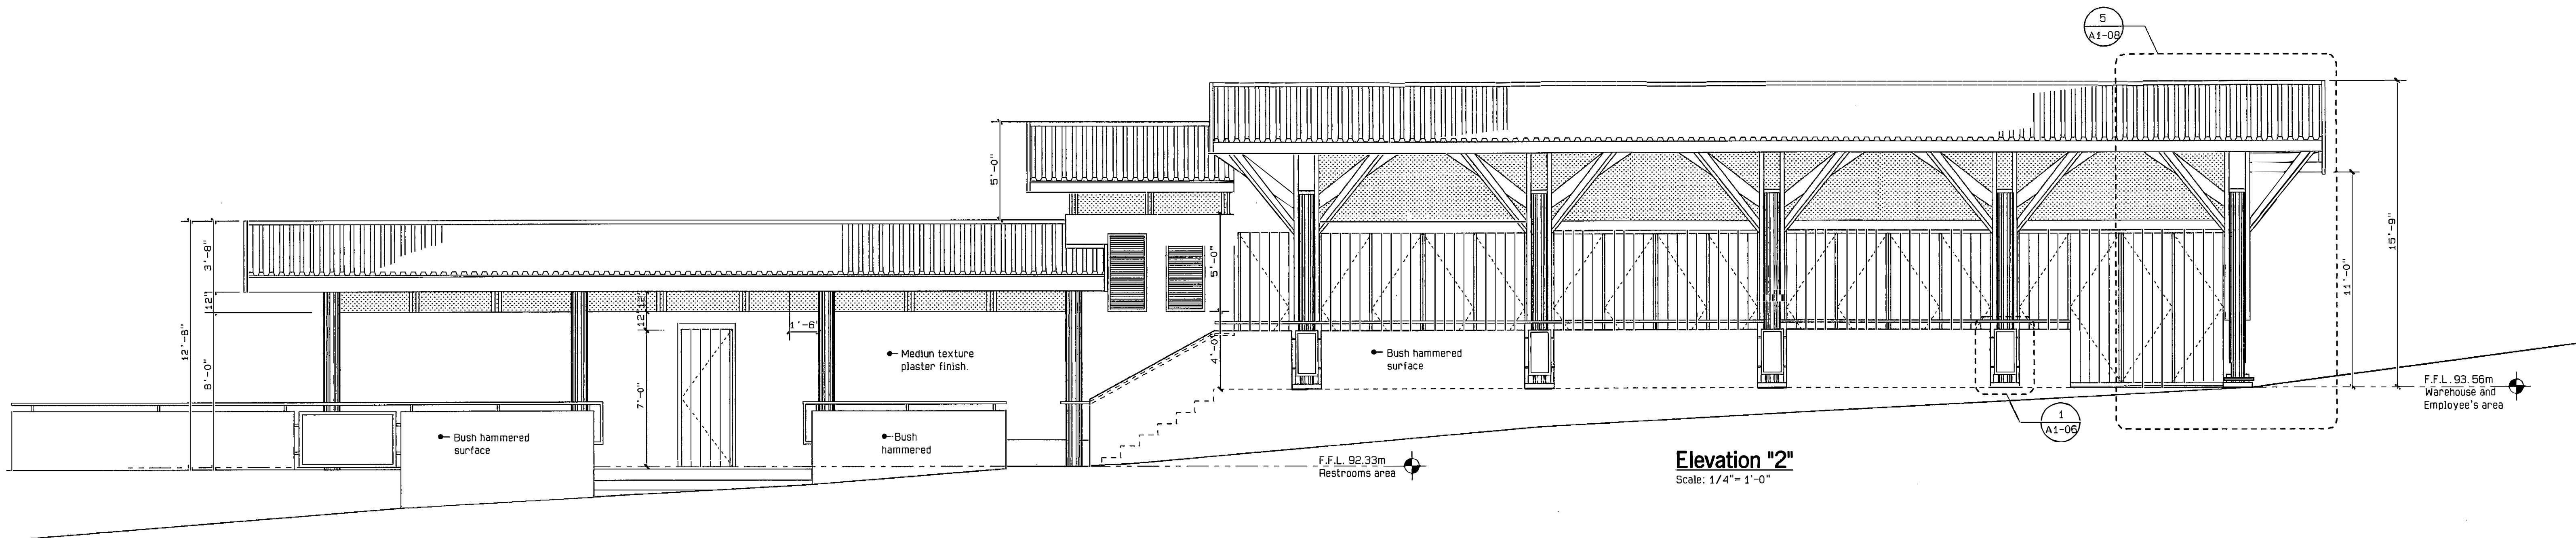 5
A1-08
5'-0"
15'-9"
11'-0"
3'-8"
12"
12'-8"
8'-0"
12"
12"
1'-6"
7'-0"
5'-0"
4'-0"
Mediun texture
plaster finish.
Bush hammered
surface
Bush hammered
surface
Bush
hammered
F.F.L. 93.56m
Warehouse and
Employee's area
1
A1-06
F.F.L. 92.33m
Restrooms area
Elevation "2"
Scale: 1/4"= 1'-0"